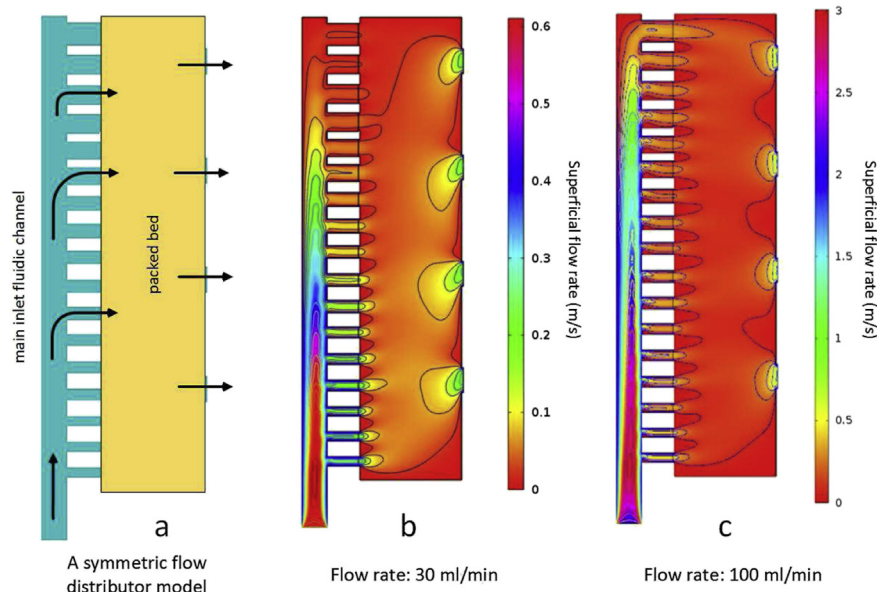 main inlet fluidic channel
packed bed
a
A symmetric flow
distributor model
0.6
0.5
0.4
0.3
0.2
0.1
0
Superficial flow rate (m/s)
b
Flow rate: 30 ml/min
3
2.5
2
1.5
1
0.5
0
Superficial flow rate (m/s)
c
Flow rate: 100 ml/min